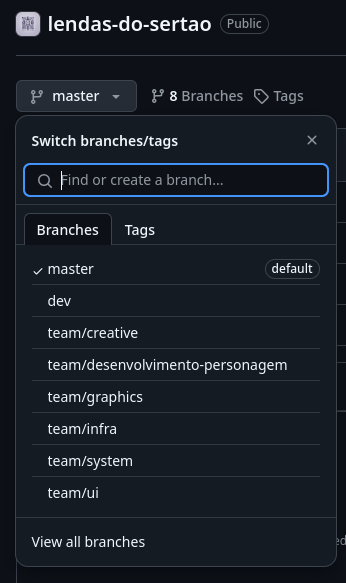 lendas-do-sertao Public
master 8 Branches Tags
Switch branches/tags
Find or create a branch...
Branches Tags
master default
dev
team/creative
team/desenvolvimento-personagem
team/graphics
team/infra
team/system
team/ui
View all branches